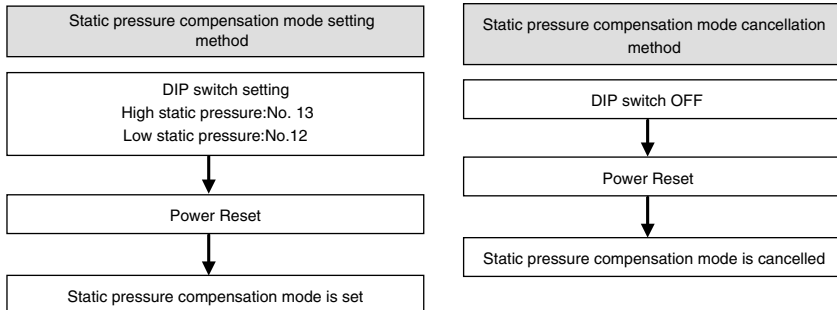 Static pressure compensation mode setting
method
DIP switch setting
High static pressure:No. 13
Low static pressure:No.12
Power Reset
Static pressure compensation mode is set
Static pressure compensation mode cancellation
method
DIP switch OFF
Power Reset
Static pressure compensation mode is cancelled